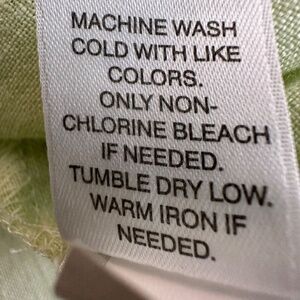 MACHINE WASH
COLD WITH LIKE
COLORS.
ONLY NON-
CHLORINE BLEACH
IF NEEDED.
TUMBLE DRY LOW.
WARM IRON IF
NEEDED.